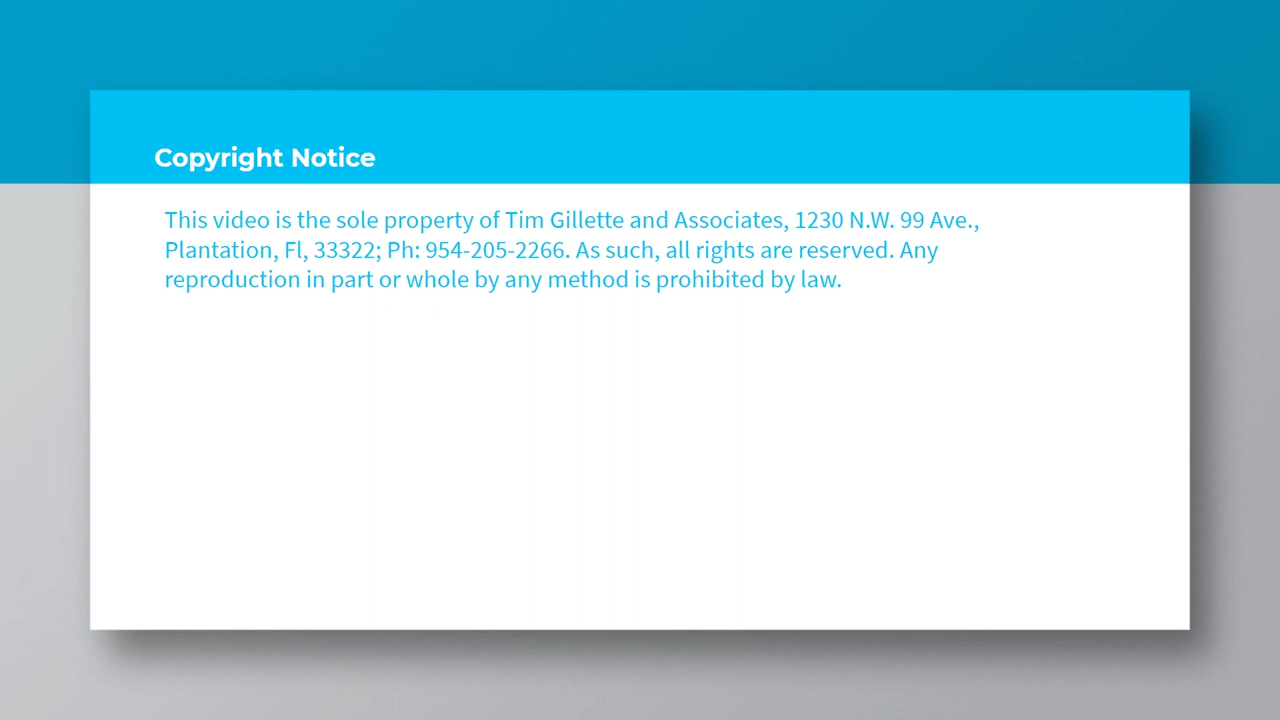 Copyright Notice
This video is the sole property of Tim Gillette and Associates, 1230 N.W. 99 Ave.,
Plantation, Fl, 33322; Ph: 954-205-2266. As such, all rights are reserved. Any
reproduction in part or whole by any method is prohibited by law.